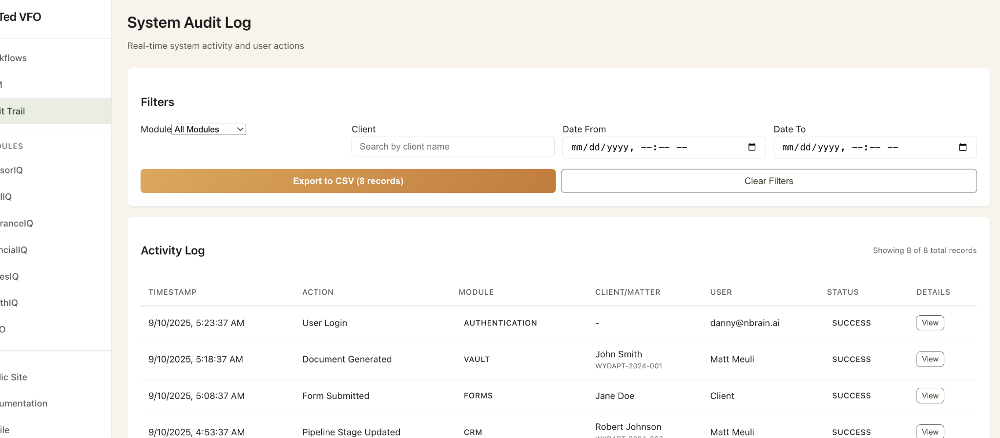 Ted VFO
kflows
it Trail
DULES
sorIQ
llIQ
ranceIQ
ncialIQ
esIQ
thIQ
O
lic Site
umentation
ile
System Audit Log
Real-time system activity and user actions
Filters
Module All Modules
Client
Search by client name
Date From
mm/dd/yyyy, --:-- --
Date To
mm/dd/yyyy, --:-- --
Export to CSV (8 records)
Clear Filters
Activity Log
Showing 8 of 8 total records
TIMESTAMP ACTION MODULE CLIENT/MATTER USER STATUS DETAILS
9/10/2025, 5:23:37 AM User Login AUTHENTICATION - danny@nbrain.ai SUCCESS View
9/10/2025, 5:18:37 AM Document Generated VAULT John Smith Matt Meuli SUCCESS View
WYDAPT-2024-001
9/10/2025, 5:08:37 AM Form Submitted FORMS Jane Doe Client SUCCESS View
9/10/2025, 4:53:37 AM Pipeline Stage Updated CRM Robert Johnson Matt Meuli SUCCESS View